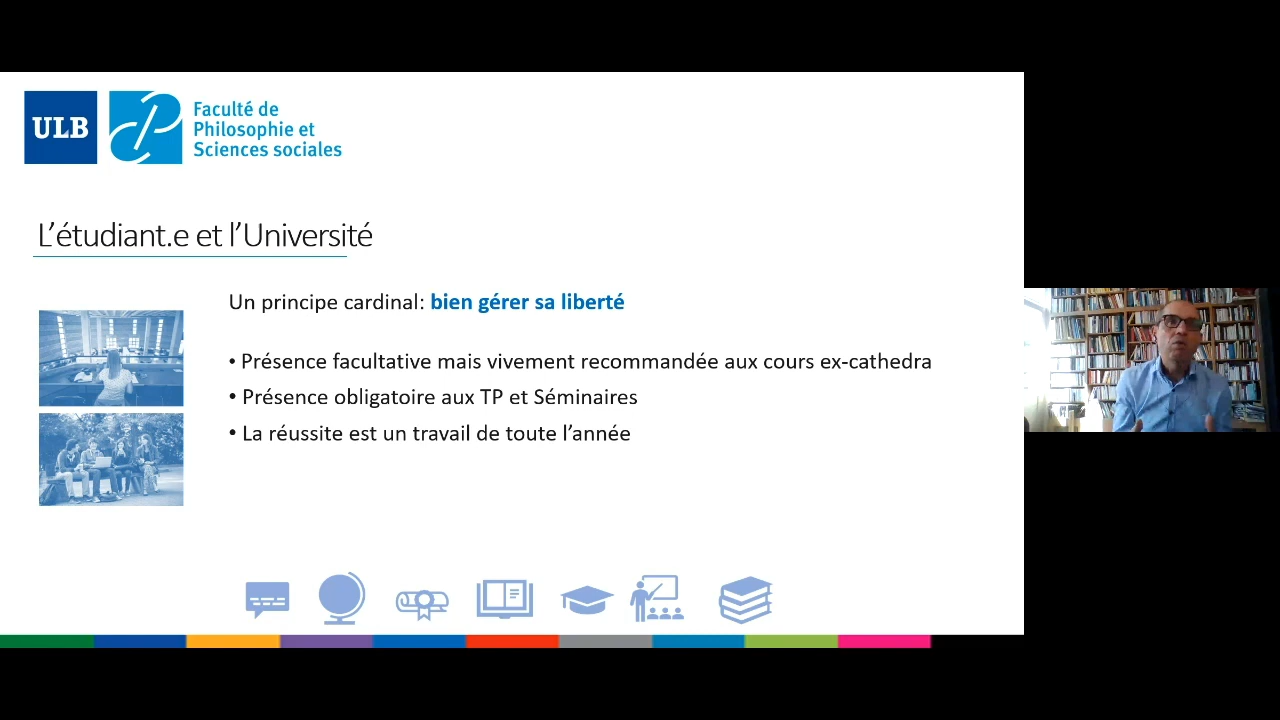 ULB
Faculté de
Philosophie et
Sciences sociales
L'étudiant.e et l'Université
Un principe cardinal: bien gérer sa liberté
• Présence facultative mais vivement recommandée aux cours ex-cathedra
• Présence obligatoire aux TP et Séminaires
• La réussite est un travail de toute l'année